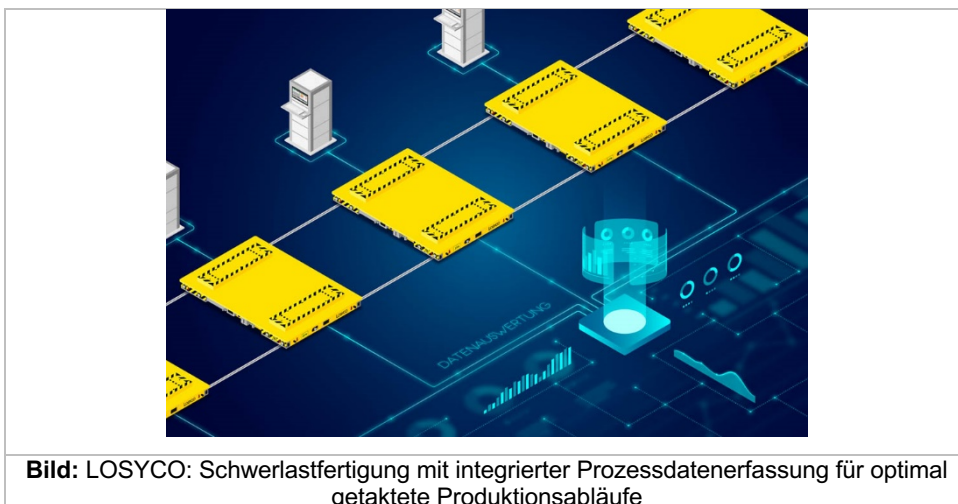 DATENAUSWERTUNG
Bild: LOSYCO: Schwerlastfertigung mit integrierter Prozessdatenerfassung für optimal
getaktete Produktionsabläufe